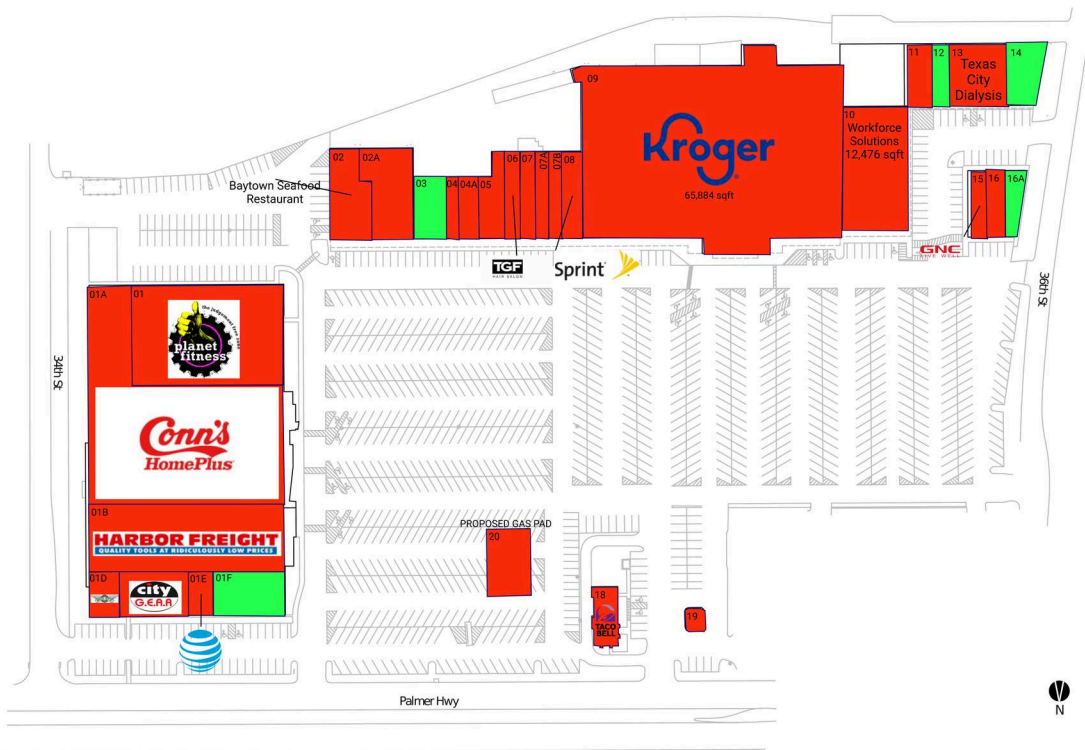 11
12
13
14
Texas
City
Dialysis
09
Kroger
65,884 sqft
10
Workforce
Solutions
12,476 sqft
02
02A
03
04
04A
05
06
07
07A
07B
08
Baytown Seafood
Restaurant
15
16
16A
GNC
LIVE WELL
TGF
HAIR SALON
Sprint
36th St.
34th St.
01A
01
the judgement free zone
planet
fitness
Conn's
HomePlus
01B
HARBOR FREIGHT
QUALITY TOOLS AT RIDICULOUSLY LOW PRICES
01D
city
G.E.A.R
01E
01F
PROPOSED GAS PAD
20
18
TACO
BELL
19
Palmer Hwy
N